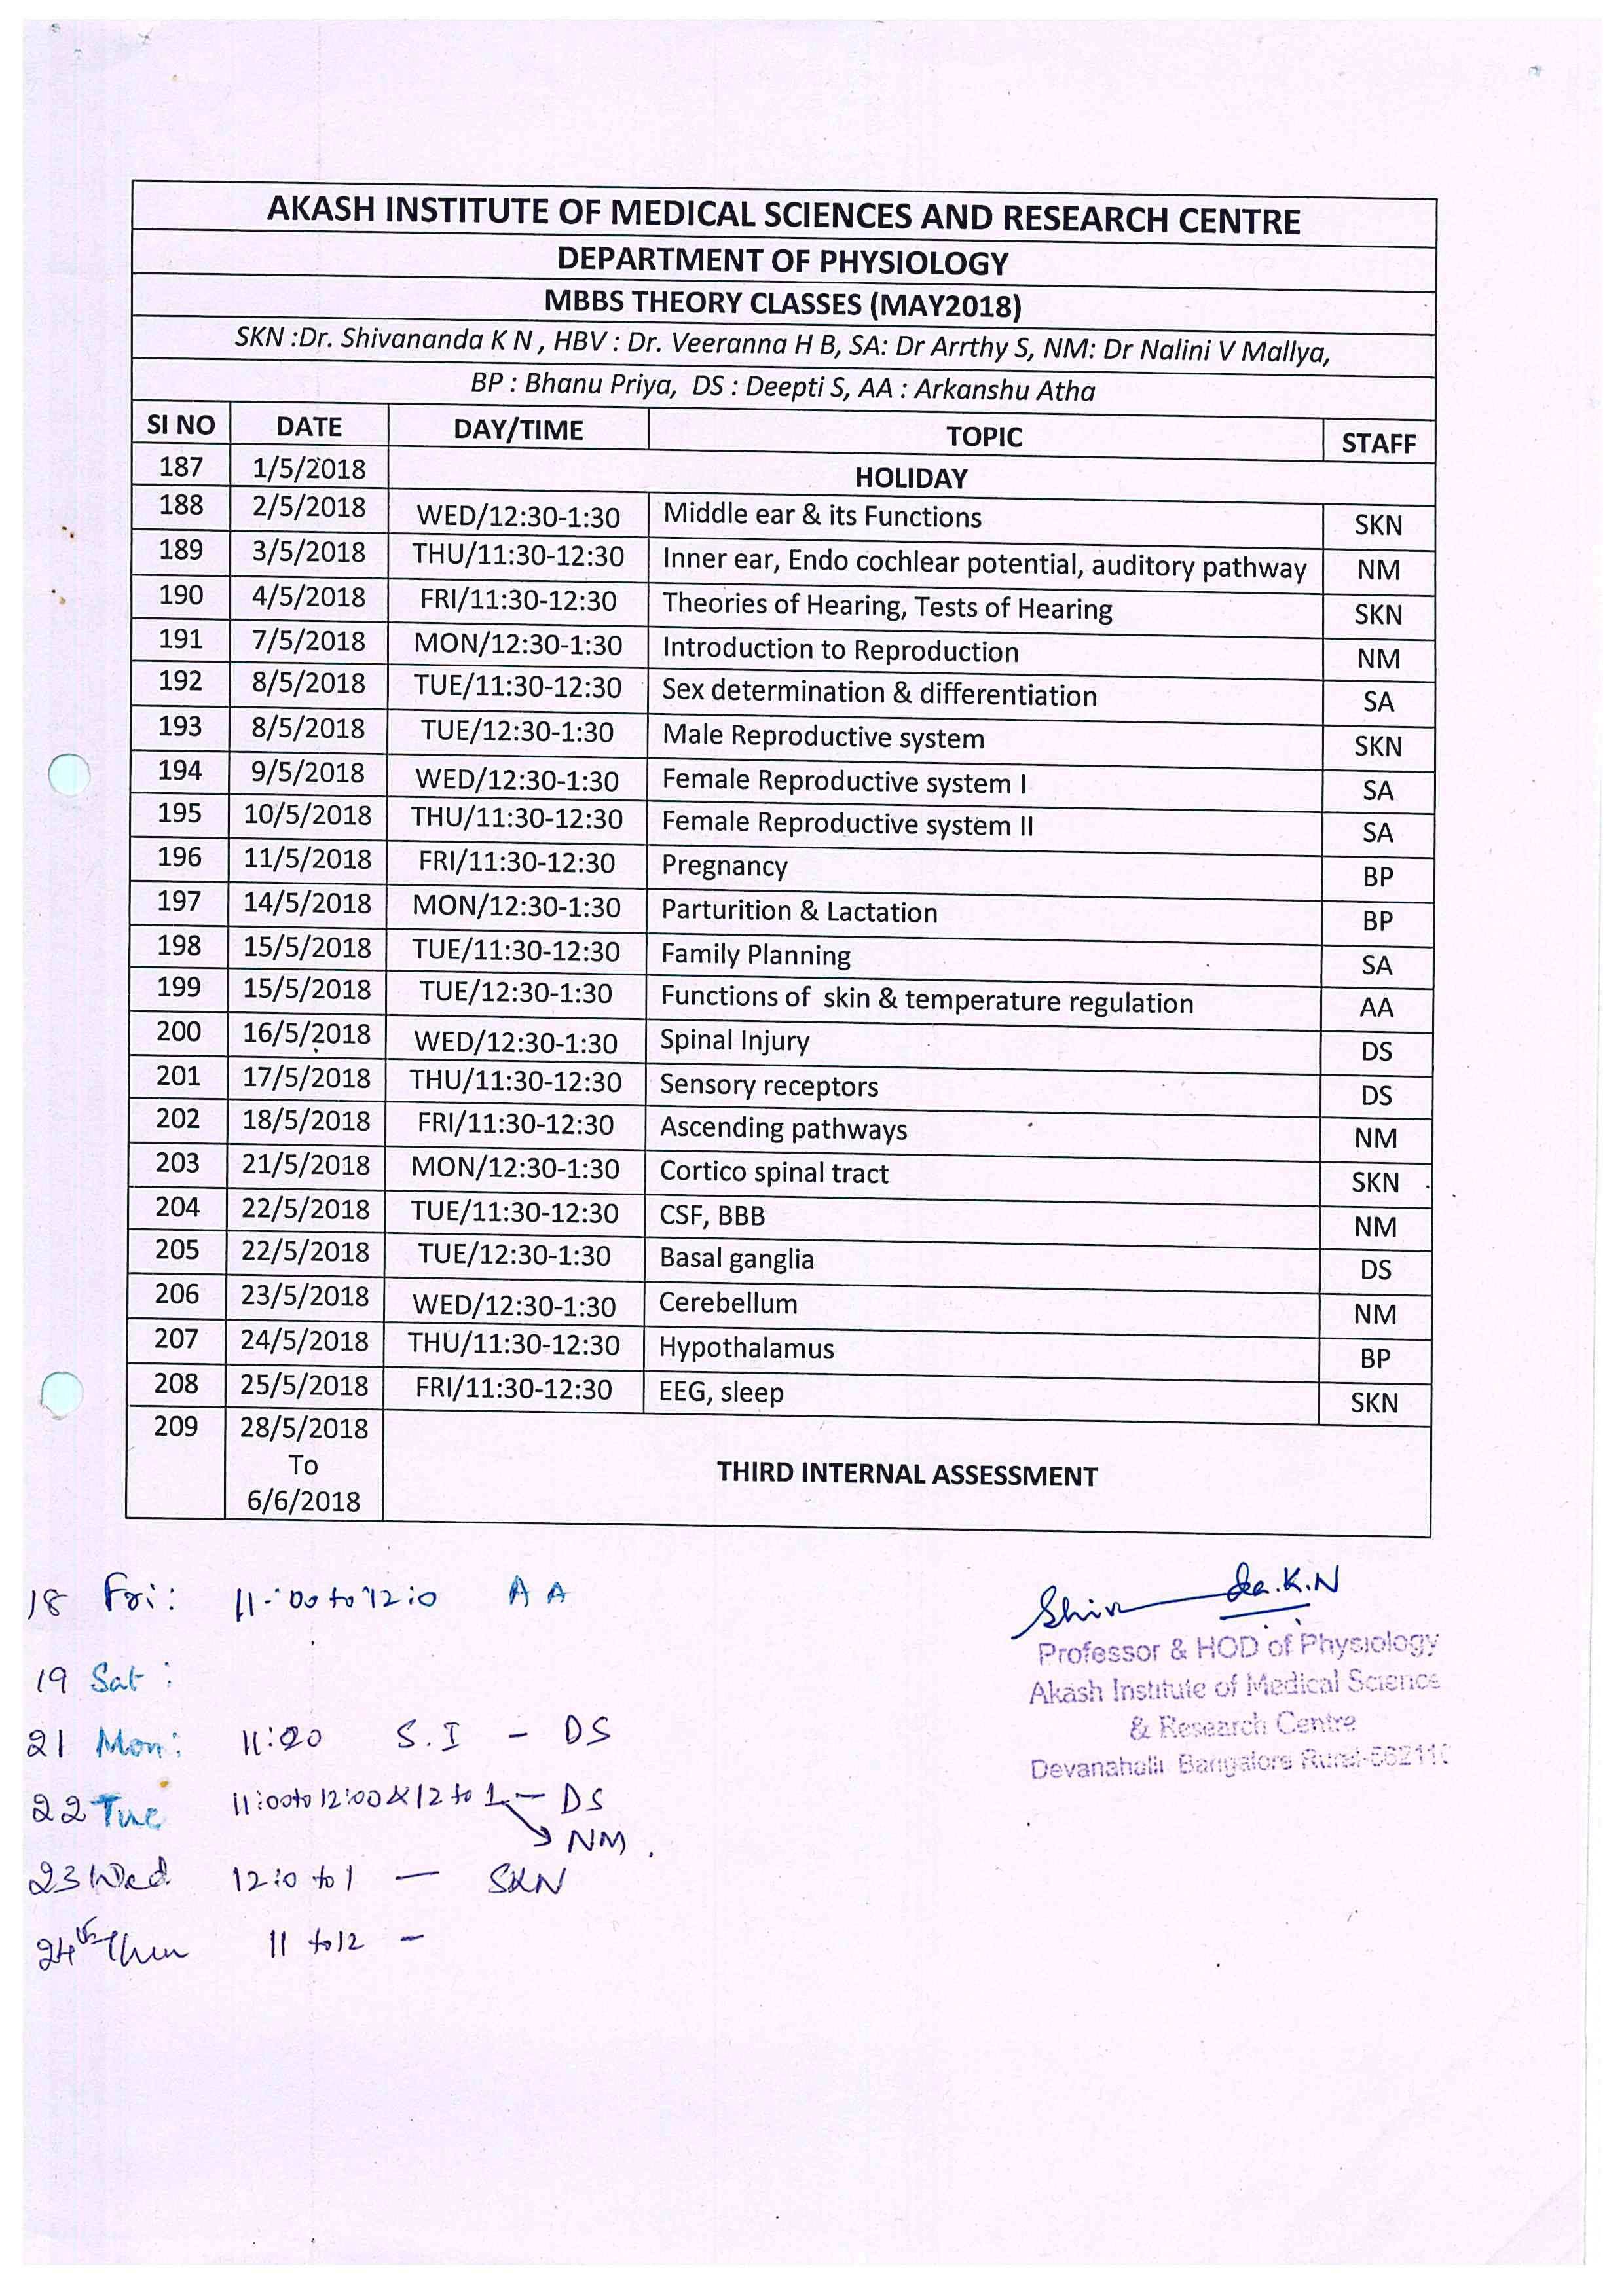 AKASH INSTITUTE OF MEDICAL SCIENCES AND RESEARCH CENTRE
DEPARTMENT OF PHYSIOLOGY
MBBS THEORY CLASSES (MAY2018)
SKN :Dr. Shivananda K N , HBV : Dr. Veeranna H B, SA: Dr Arrthy S, NM: Dr Nalini V Mallya,
BP : Bhanu Priya, DS : Deepti S, AA : Arkanshu Atha
SI NO DATE DAY/TIME TOPIC STAFF
187 1/5/2018 HOLIDAY
188 2/5/2018 WED/12:30-1:30 Middle ear & its Functions SKN
189 3/5/2018 THU/11:30-12:30 Inner ear, Endo cochlear potential, auditory pathway NM
190 4/5/2018 FRI/11:30-12:30 Theories of Hearing, Tests of Hearing SKN
191 7/5/2018 MON/12:30-1:30 Introduction to Reproduction NM
192 8/5/2018 TUE/11:30-12:30 Sex determination & differentiation SA
193 8/5/2018 TUE/12:30-1:30 Male Reproductive system SKN
194 9/5/2018 WED/12:30-1:30 Female Reproductive system I SA
195 10/5/2018 THU/11:30-12:30 Female Reproductive system II SA
196 11/5/2018 FRI/11:30-12:30 Pregnancy BP
197 14/5/2018 MON/12:30-1:30 Parturition & Lactation BP
198 15/5/2018 TUE/11:30-12:30 Family Planning SA
199 15/5/2018 TUE/12:30-1:30 Functions of skin & temperature regulation AA
200 16/5/2018 WED/12:30-1:30 Spinal Injury DS
201 17/5/2018 THU/11:30-12:30 Sensory receptors DS
202 18/5/2018 FRI/11:30-12:30 Ascending pathways NM
203 21/5/2018 MON/12:30-1:30 Cortico spinal tract SKN
204 22/5/2018 TUE/11:30-12:30 CSF, BBB NM
205 22/5/2018 TUE/12:30-1:30 Basal ganglia DS
206 23/5/2018 WED/12:30-1:30 Cerebellum NM
207 24/5/2018 THU/11:30-12:30 Hypothalamus BP
208 25/5/2018 FRI/11:30-12:30 EEG, sleep SKN
209 28/5/2018
To
6/6/2018
THIRD INTERNAL ASSESSMENT
18 Fri: 11:00 to 12:0 AA
19 Sat :
21 Mon: S.I - DS
22 Tue 11:00to 12:00 & 12 to 1 - DS
NM.
23 Wed 12:0 to 1 — SKN
24th Thu 11 to 12 -
K.N
Professor & HOD of Physiology
Akash Institute of Medical Science
& Research Centre
Devanahalli Bangalore Rural-562110